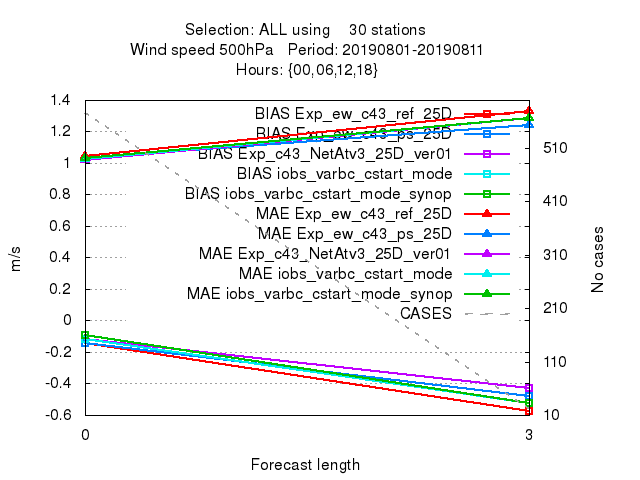 Selection: ALL using 30 stations
Wind speed 500hPa Period: 20190801-20190811
Hours: {00,06,12,18}
1.4
1.2
1
0.8
0.6
0.4
0.2
0
-0.2
-0.4
-0.6
m/s
BIAS Exp_ew_c43_ref_25D
BIAS Exp_ew_c43_ps_25D
BIAS Exp_c43_NetAtv3_25D_ver01
BIAS iobs_varbc_cstart_mode
BIAS iobs_varbc_cstart_mode_synop
MAE Exp_ew_c43_ref_25D
MAE Exp_ew_c43_ps_25D
MAE Exp_c43_NetAtv3_25D_ver01
MAE iobs_varbc_cstart_mode
MAE iobs_varbc_cstart_mode_synop
CASES
510
410
310
210
110
10
No cases
0 3
Forecast length